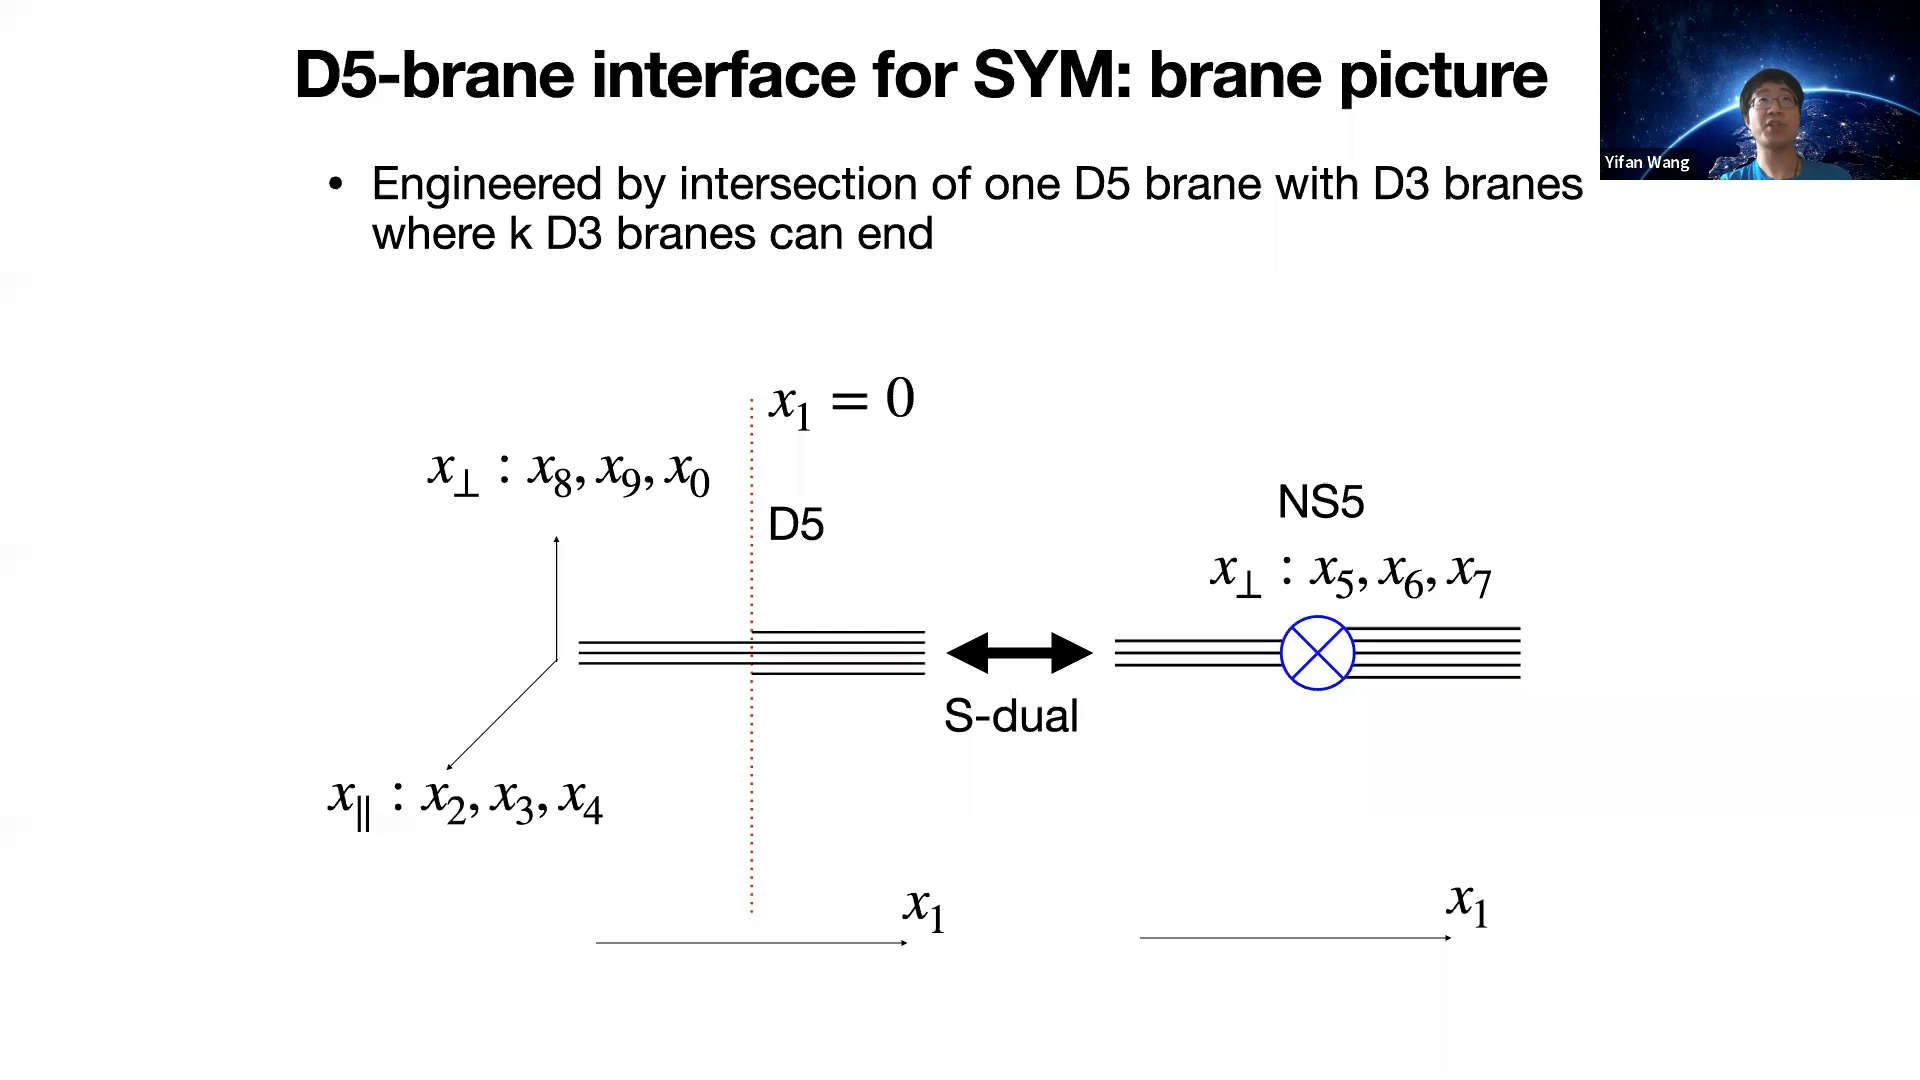 D5-brane interface for SYM: brane picture
Yifan Wang
• Engineered by intersection of one D5 brane with D3 branes
where k D3 branes can end
x₁ = 0
x⊥ : x₈, x₉, x₀
D5
NS5
x⊥ : x₅, x₆, x₇
S-dual
x∥ : x₂, x₃, x₄
x₁
x₁